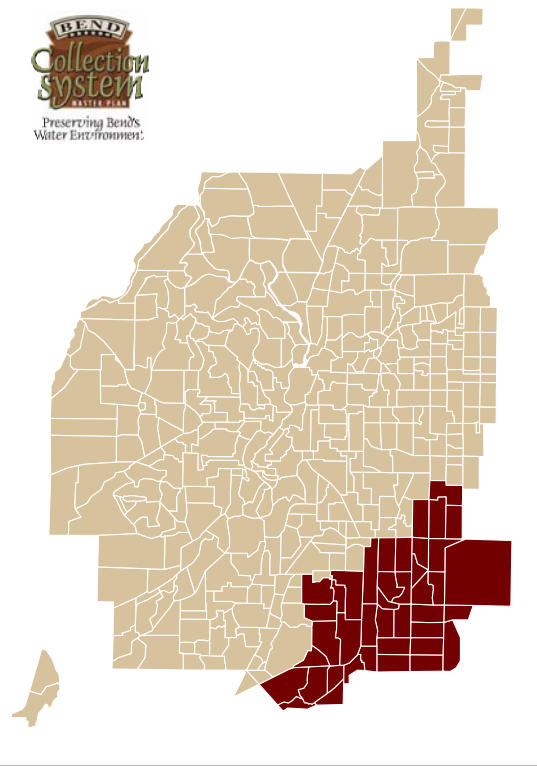 BEND
Collection
System
MASTER PLAN
Preserving Bend's
Water Environment